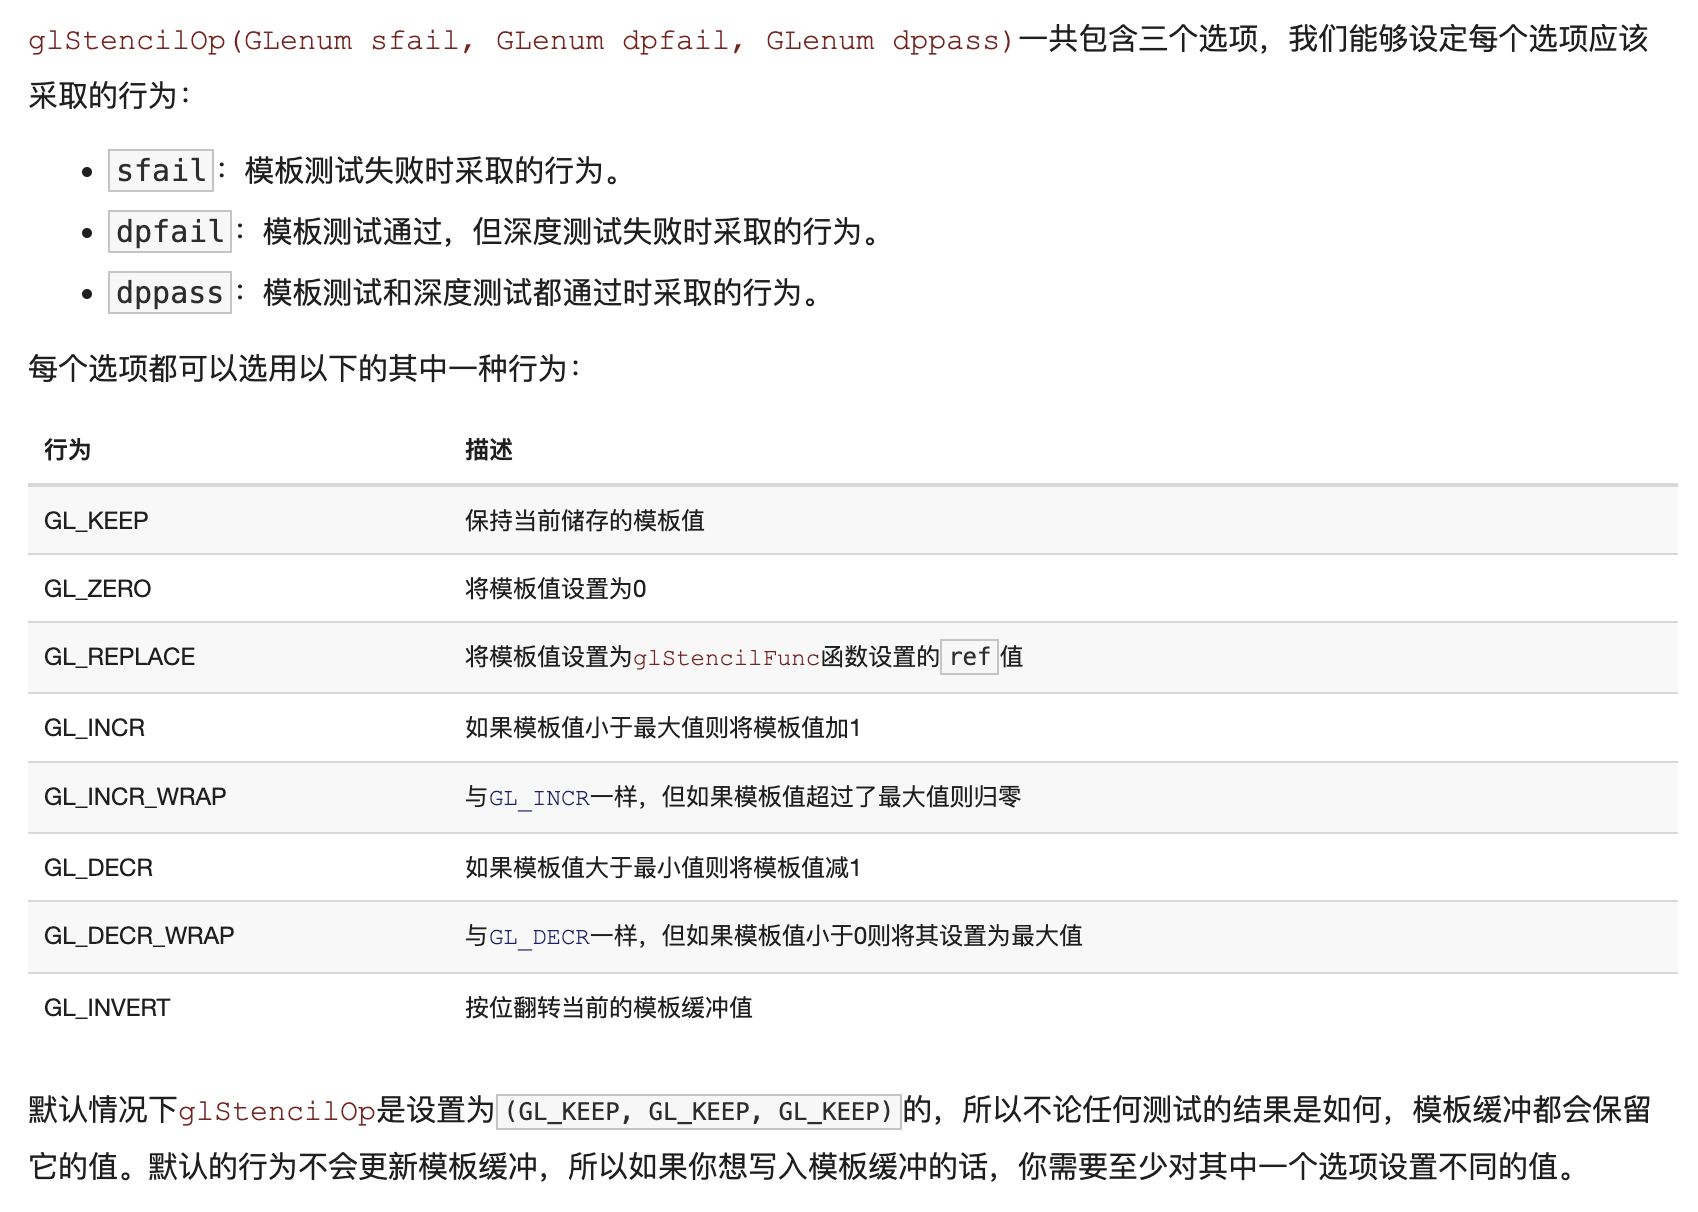 glStencilOp(GLenum sfail, GLenum dpfail, GLenum dppass)一共包含三个选项，我们能够设定每个选项应该
采取的行为：
• sfail：模板测试失败时采取的行为。
• dpfail：模板测试通过，但深度测试失败时采取的行为。
• dppass：模板测试和深度测试都通过时采取的行为。
每个选项都可以选用以下的其中一种行为：
行为 描述
GL_KEEP 保持当前储存的模板值
GL_ZERO 将模板值设置为0
GL_REPLACE 将模板值设置为glStencilFunc函数设置的ref值
GL_INCR 如果模板值小于最大值则将模板值加1
GL_INCR_WRAP 与GL_INCR一样，但如果模板值超过了最大值则归零
GL_DECR 如果模板值大于最小值则将模板值减1
GL_DECR_WRAP 与GL_DECR一样，但如果模板值小于0则将其设置为最大值
GL_INVERT 按位翻转当前的模板缓冲值
默认情况下glStencilOp是设置为(GL_KEEP, GL_KEEP, GL_KEEP)的，所以不论任何测试的结果是如何，模板缓冲都会保留
它的值。默认的行为不会更新模板缓冲，所以如果你想写入模板缓冲的话，你需要至少对其中一个选项设置不同的值。